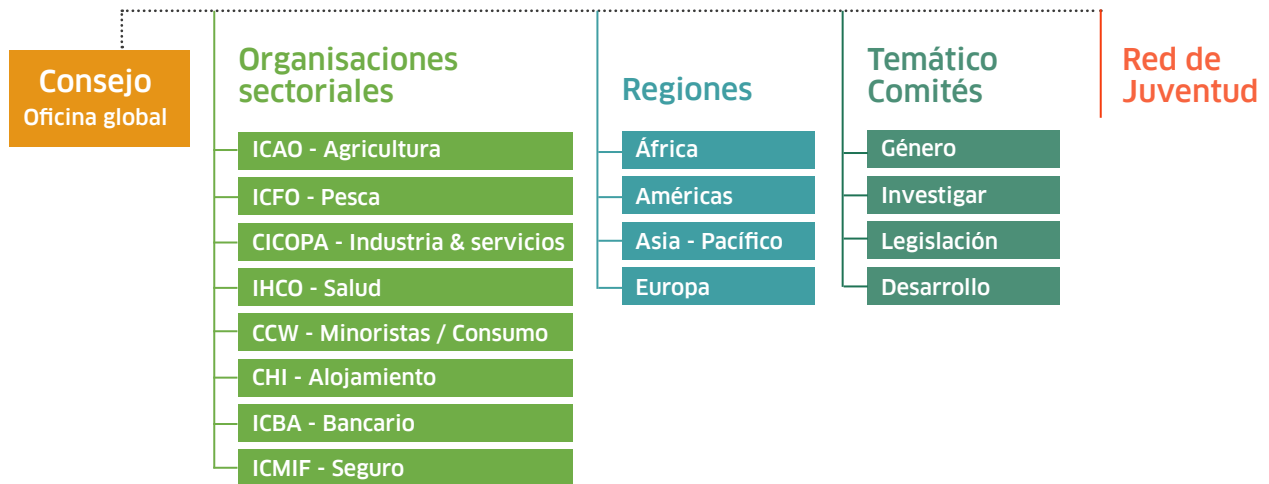 Consejo
Oficina global
Organisaciones
sectoriales
ICAO - Agricultura
ICFO - Pesca
CICOPA - Industria & servicios
IHCO - Salud
CCW - Minoristas / Consumo
CHI - Alojamiento
ICBA - Bancario
ICMIF - Seguro
Regiones
África
Américas
Asia - Pacífico
Europa
Temático
Comités
Género
Investigar
Legislación
Desarrollo
Red de
Juventud